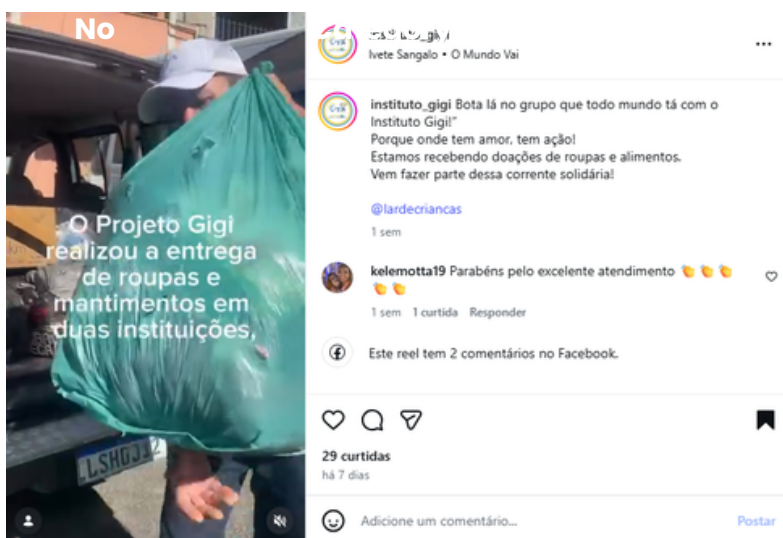 No
O Projeto Gigi
realizou a entrega
de roupas e
mantimentos em
duas instituições,
Ivete Sangalo • O Mundo Vai
instituto_gigi Bota lá no grupo que todo mundo tá com o
Instituto Gigi!"
Porque onde tem amor, tem ação!
Estamos recebendo doações de roupas e alimentos.
Vem fazer parte dessa corrente solidária!
@lardecriancas
1 sem
kelemotta19 Parabéns pelo excelente atendimento 👏👏👏
👏👏
1 sem 1 curtida Responder
Este reel tem 2 comentários no Facebook.
29 curtidas
há 7 dias
Adicione um comentário... Postar